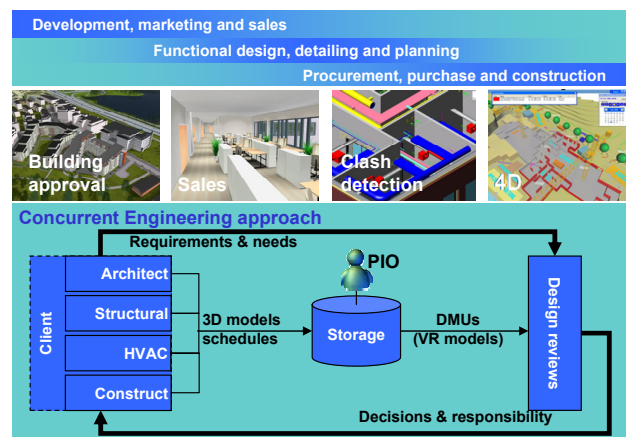 Development, marketing and sales
Functional design, detailing and planning
Procurement, purchase and construction
Building
approval
Sales
Clash
detection
4D
Concurrent Engineering approach
Requirements & needs
PIO
Client
Architect
Structural
HVAC
Construct
3D models
schedules
Storage
DMUs
(VR models)
Design reviews
Decisions & responsibility